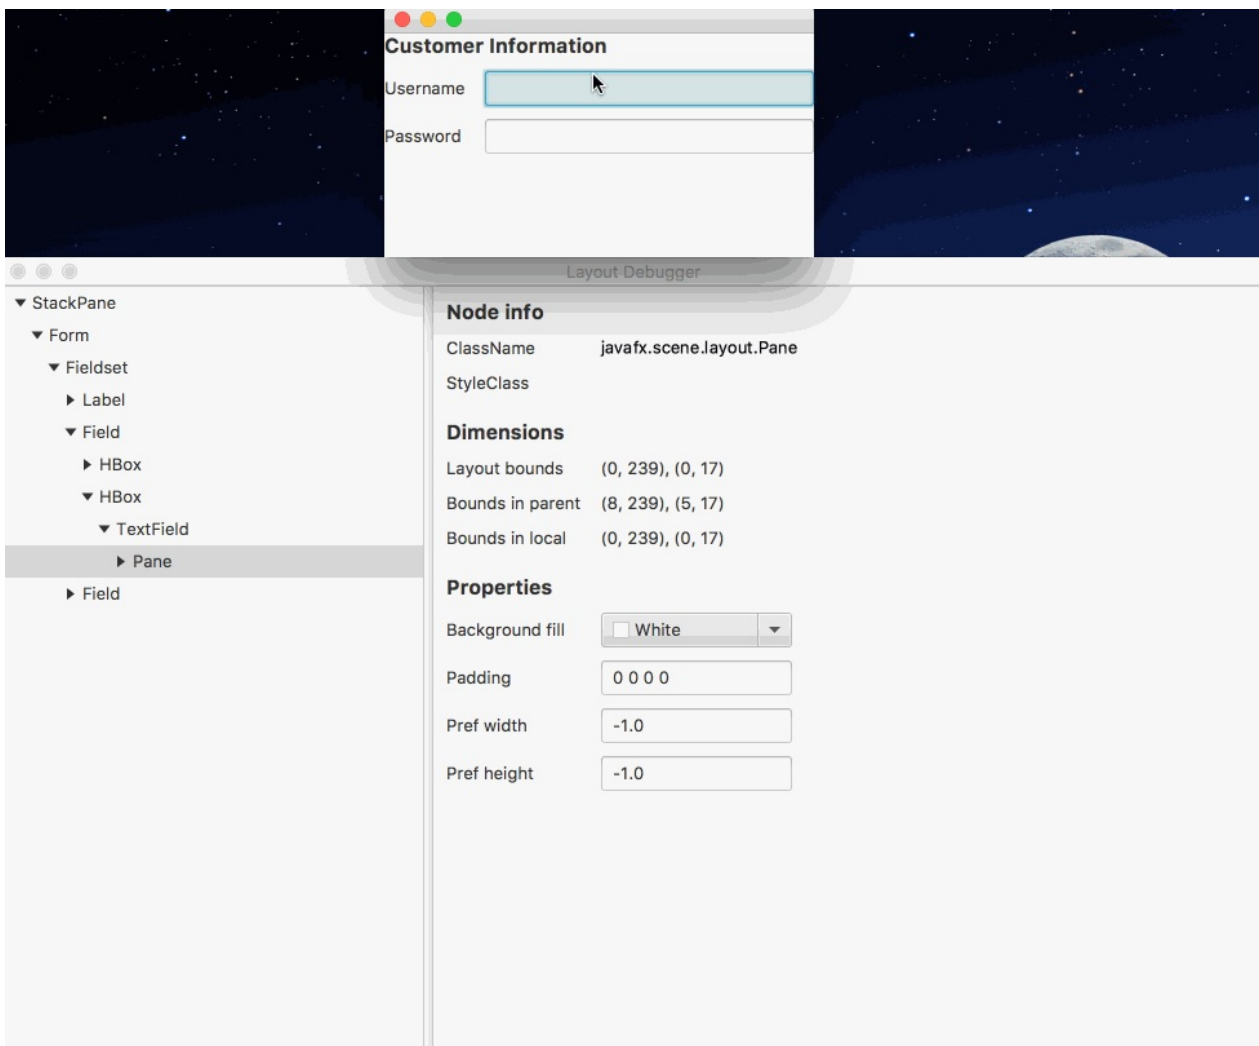 Customer Information
Username
Password
Layout Debugger
StackPane
Form
Fieldset
Label
Field
HBox
HBox
TextField
Pane
Field
Node info
ClassName javafx.scene.layout.Pane
StyleClass
Dimensions
Layout bounds (0, 239), (0, 17)
Bounds in parent (8, 239), (5, 17)
Bounds in local (0, 239), (0, 17)
Properties
Background fill White
Padding 0 0 0 0
Pref width -1.0
Pref height -1.0